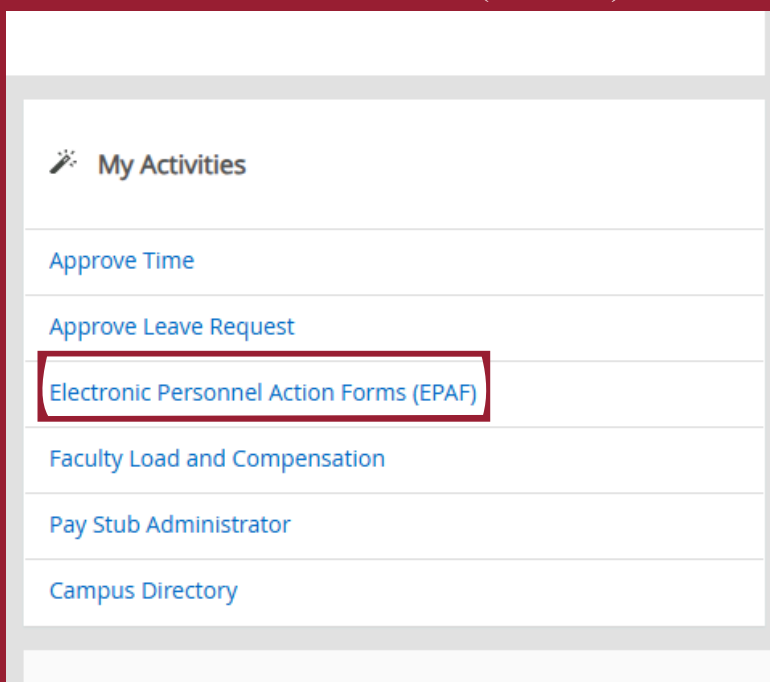 My Activities
Approve Time
Approve Leave Request
Electronic Personnel Action Forms (EPAF)
Faculty Load and Compensation
Pay Stub Administrator
Campus Directory